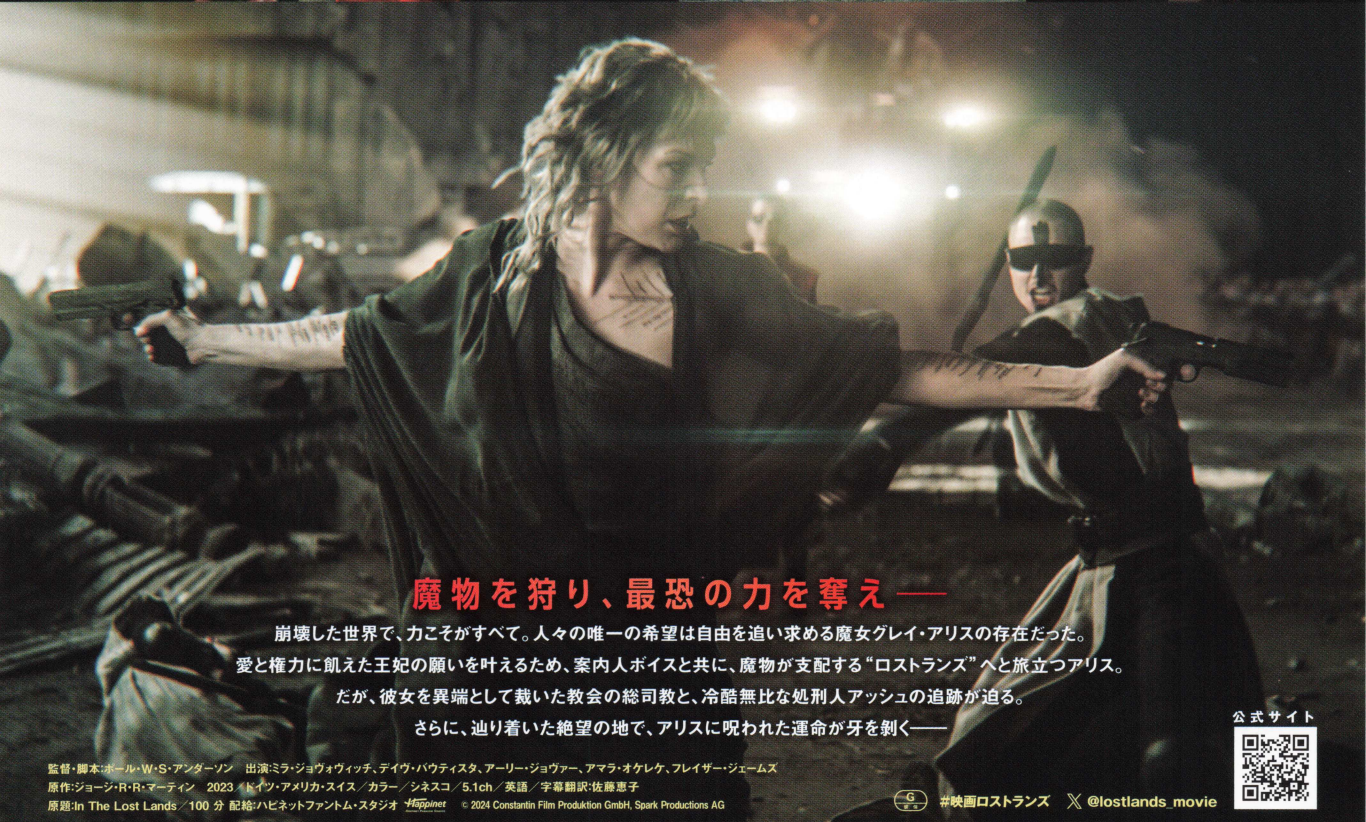 魔物を狩り、最恐の力を奪え──
崩壊した世界で、力こそがすべて。人々の唯一の希望は自由を追い求める魔女グレイ・アリスの存在だった。
愛と権力に飢えた王妃の願いを叶えるため、案内人ボイスと共に、魔物が支配する“ロストランズ”へと旅立つアリス。
だが、彼女を異端として裁いた教会の総司教と、冷酷無比な処刑人アッシュの追跡が迫る。
さらに、辿り着いた絶望の地で、アリスに呪われた運命が牙を剝く──
公式サイト
監督・脚本:ポール・W・S・アンダーソン 出演:ミラ・ジョヴォヴィッチ、デイヴ・バウティスタ、アーリー・ジョヴァー、アマラ・オケレケ、フレイザー・ジェームズ
原作:ジョージ・R・R・マーティン 2023/ドイツ・アメリカ・スイス/カラー/シネスコ/5.1ch/英語/字幕翻訳:佐藤恵子
原題:In The Lost Lands/100 分 配給:ハピネットファントム・スタジオ Happinet © 2024 Constantin Film Produktion GmbH, Spark Productions AG
G #映画ロストランズ X @lostlands_movie